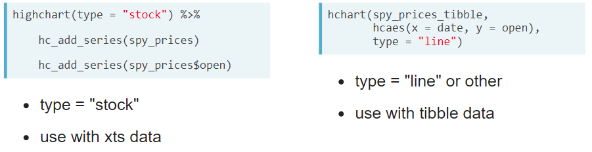 highchart(type = "stock") %>%
hc_add_series(spy_prices)
hc_add_series(spy_prices$open)
• type = "stock"
• use with xts data
hchart(spy_prices_tibble,
hcaes(x = date, y = open),
type = "line")
• type = "line" or other
• use with tibble data